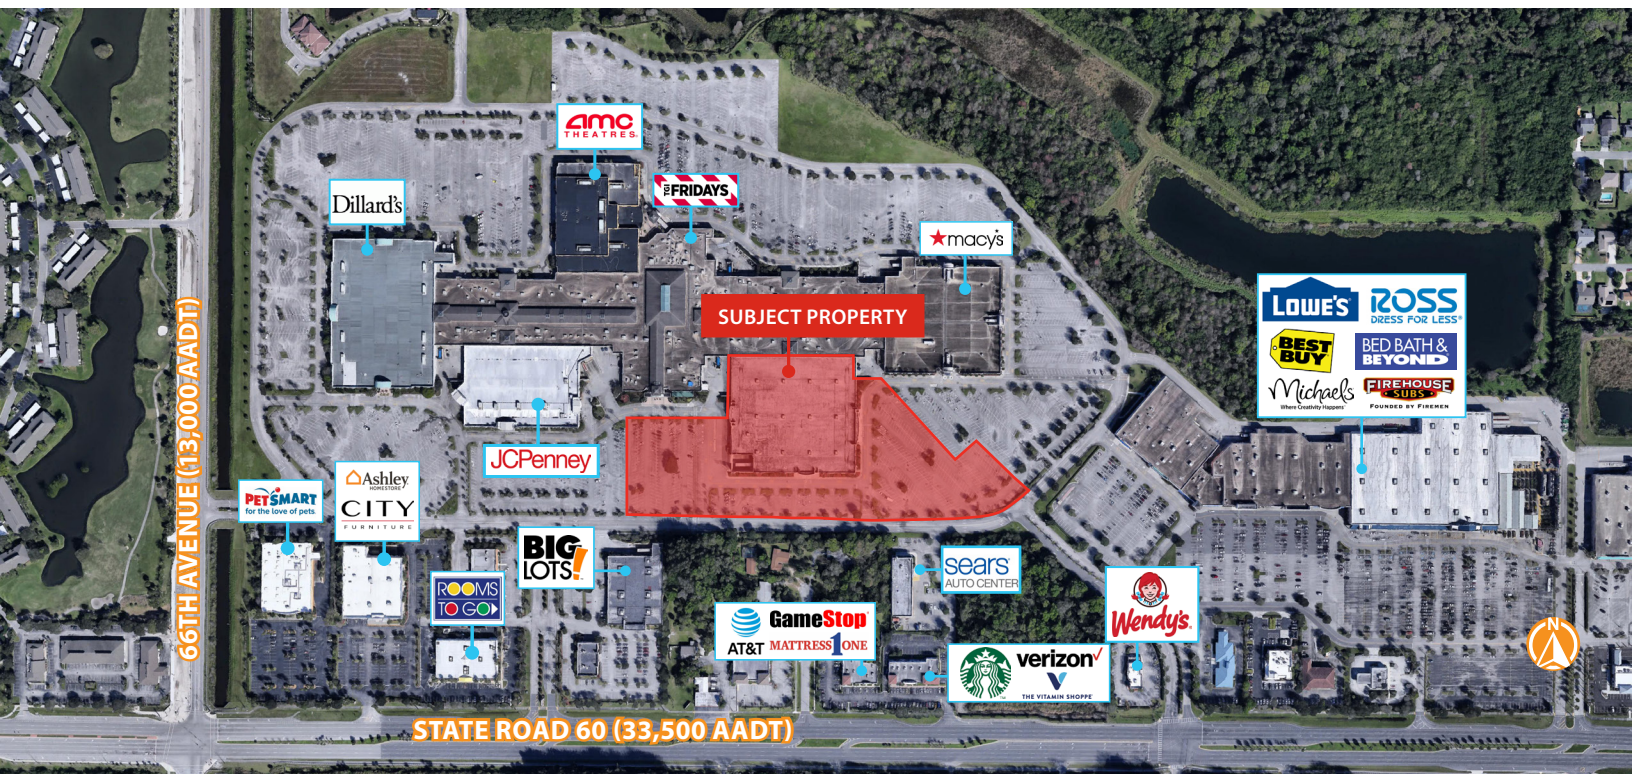 amc
THEATRES
Dillard's
TGI FRIDAYS
macy's
SUBJECT PROPERTY
LOWE'S
ROSS
DRESS FOR LESS®
BEST
BUY
BED BATH &
BEYOND
Michaels
Where Creativity Happens
FIREHOUSE
SUBS
FOUNDED BY FIREMEN
66TH AVENUE (13,000 AADT)
JCPenney
PETSMART
for the love of pets
Ashley
HOMESTORE
CITY
FURNITURE
BIG
LOTS!
ROOMS
TO GO
sears
AUTO CENTER
AT&T
GameStop
MATTRESS 1 ONE
Wendy's
verizon
THE VITAMIN SHOPPE
N
STATE ROAD 60 (33,500 AADT)